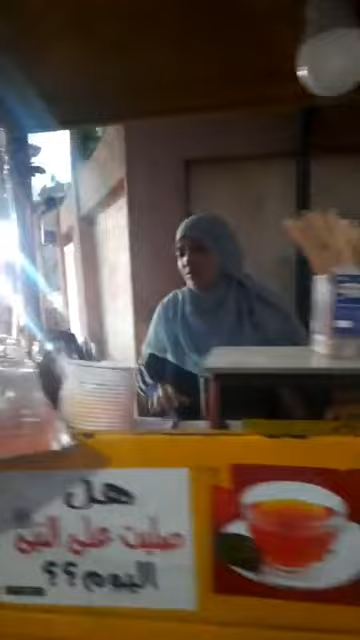 هل
صليت على النبي
اليوم؟؟